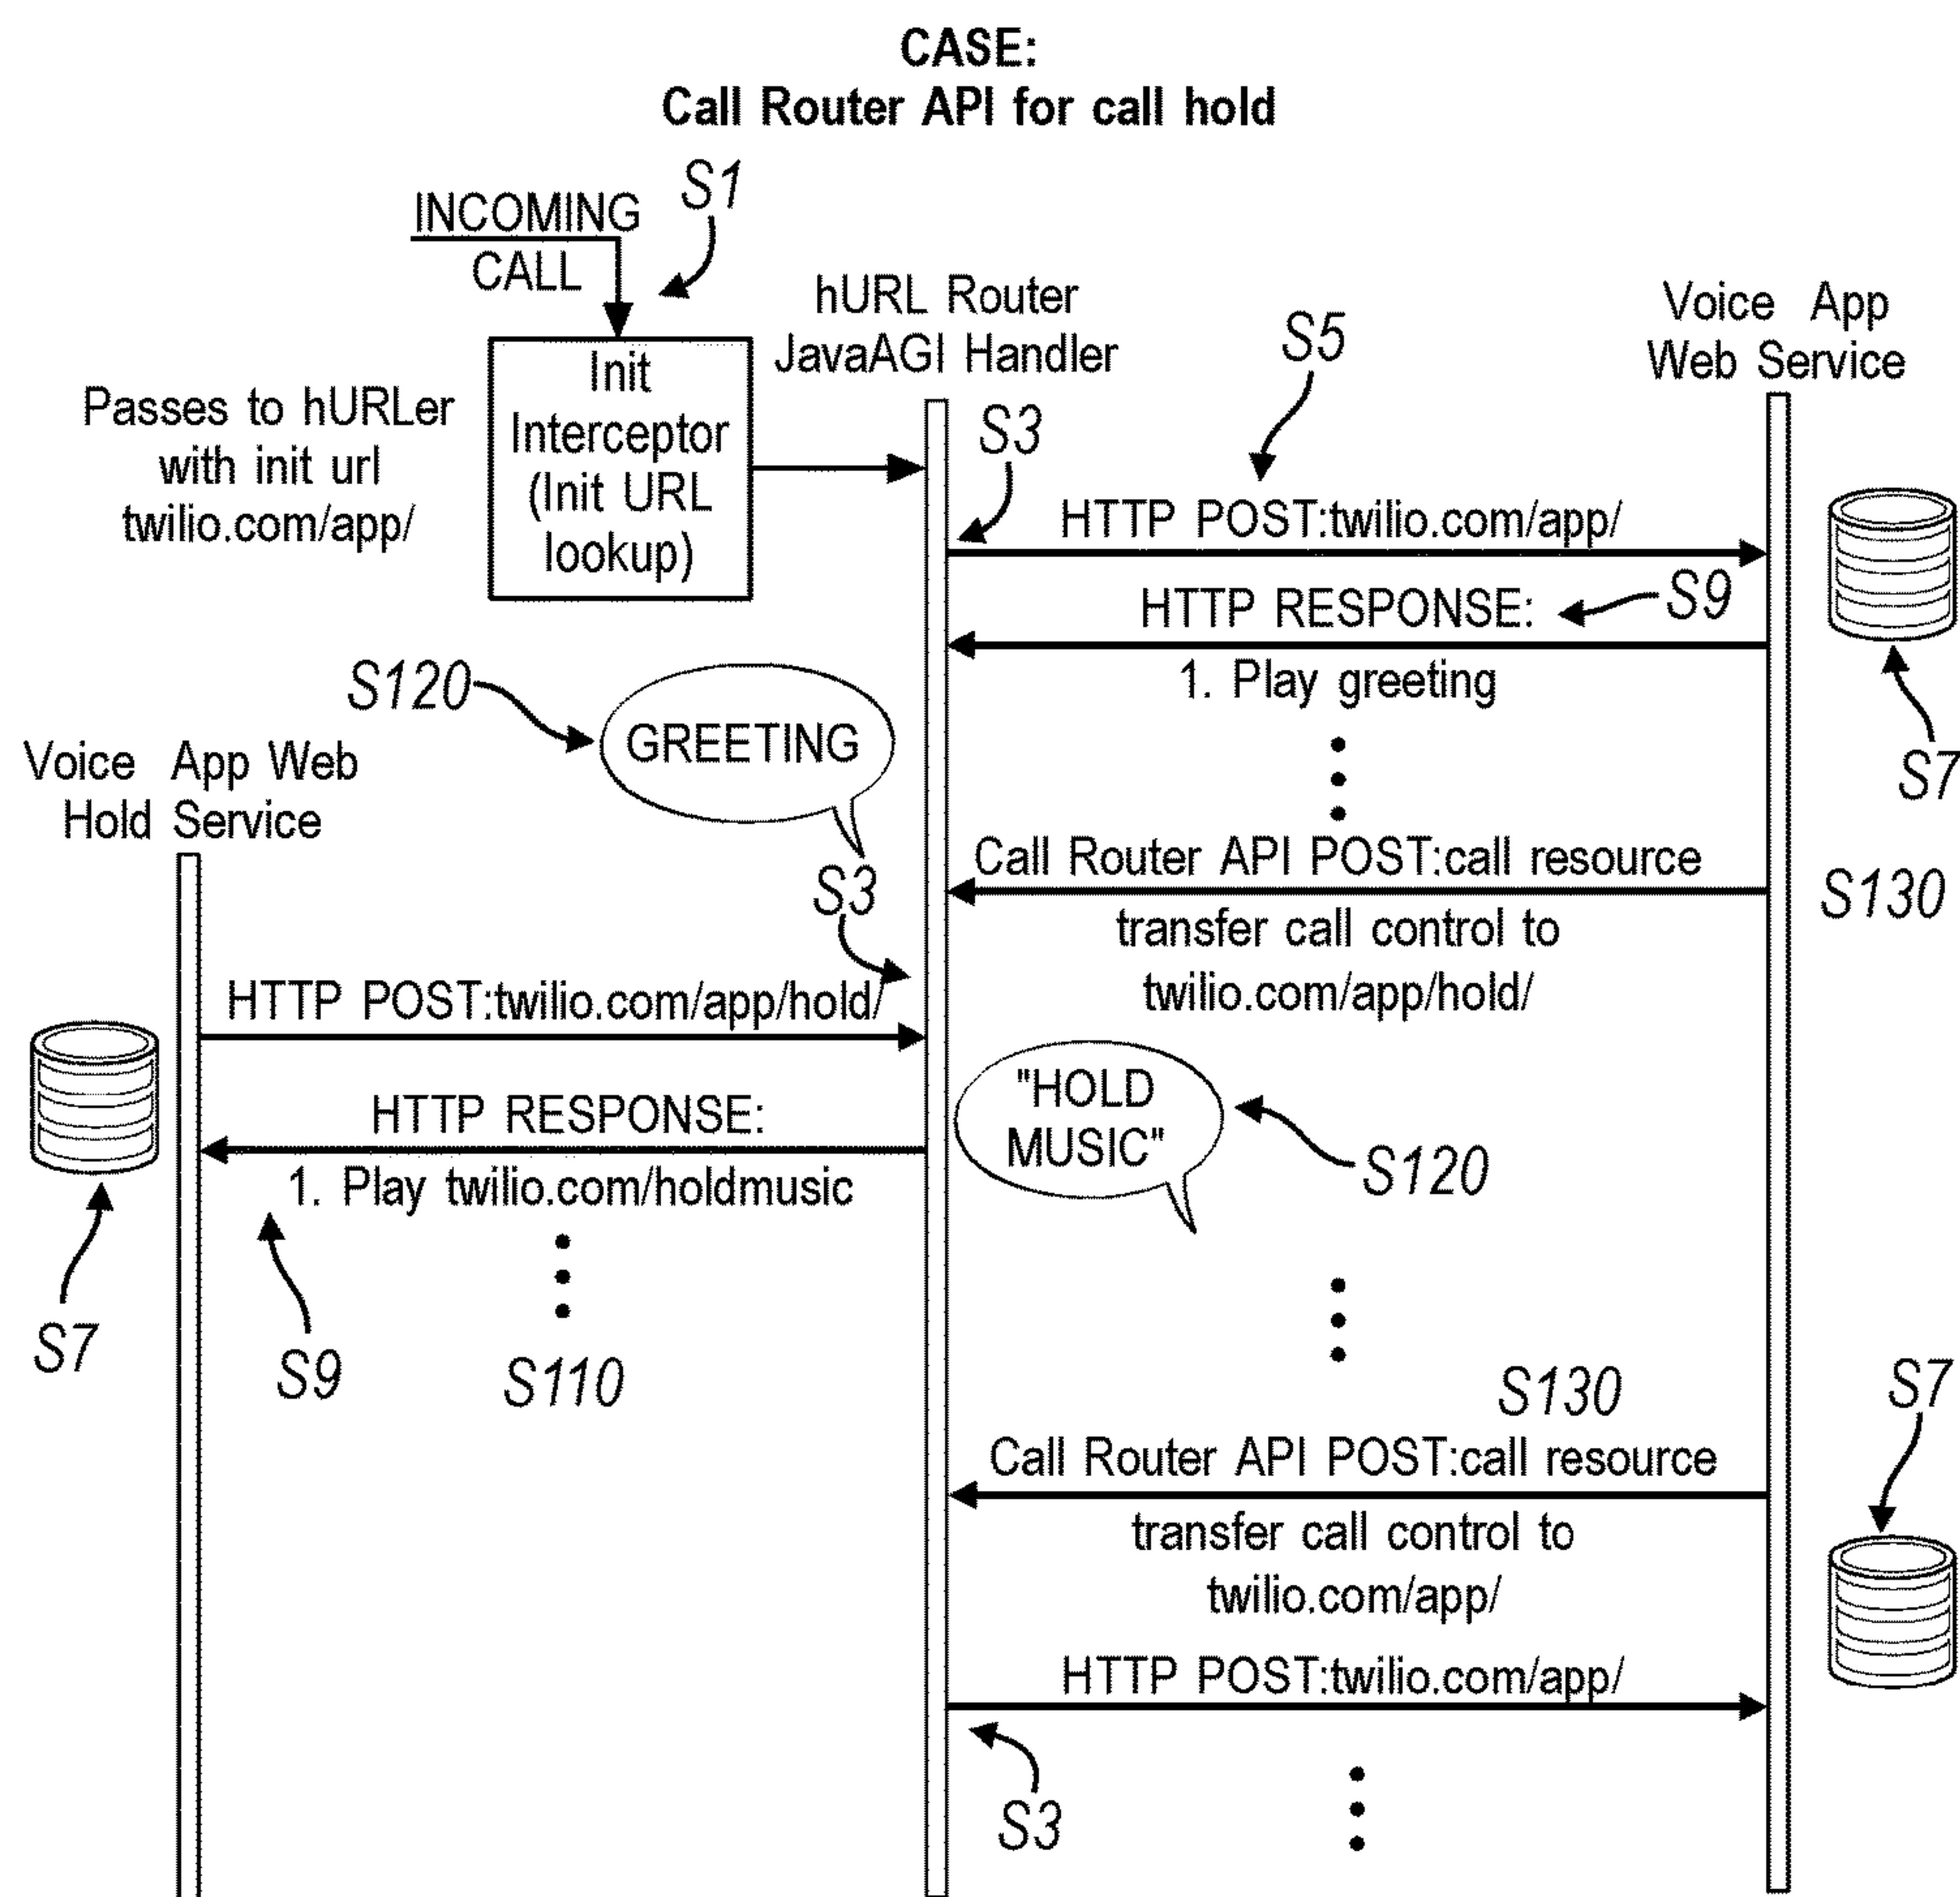 CASE:
Call Router API for call hold
S1
INCOMING
CALL
hURL Router
JavaAGI Handler
Voice App
Web Service
Passes to hURLer
with init url
twilio.com/app/
Init
Interceptor
(Init URL
lookup)
S5
S3
HTTP POST:twilio.com/app/
HTTP RESPONSE:
S9
1. Play greeting
S7
S120
GREETING
Voice App Web
Hold Service
S3
Call Router API POST:call resource
S130
transfer call control to
twilio.com/app/hold/
HTTP POST:twilio.com/app/hold/
"HOLD
MUSIC"
S120
HTTP RESPONSE:
1. Play twilio.com/holdmusic
S7
S9
S110
S130
S7
Call Router API POST:call resource
transfer call control to
twilio.com/app/
HTTP POST:twilio.com/app/
S3